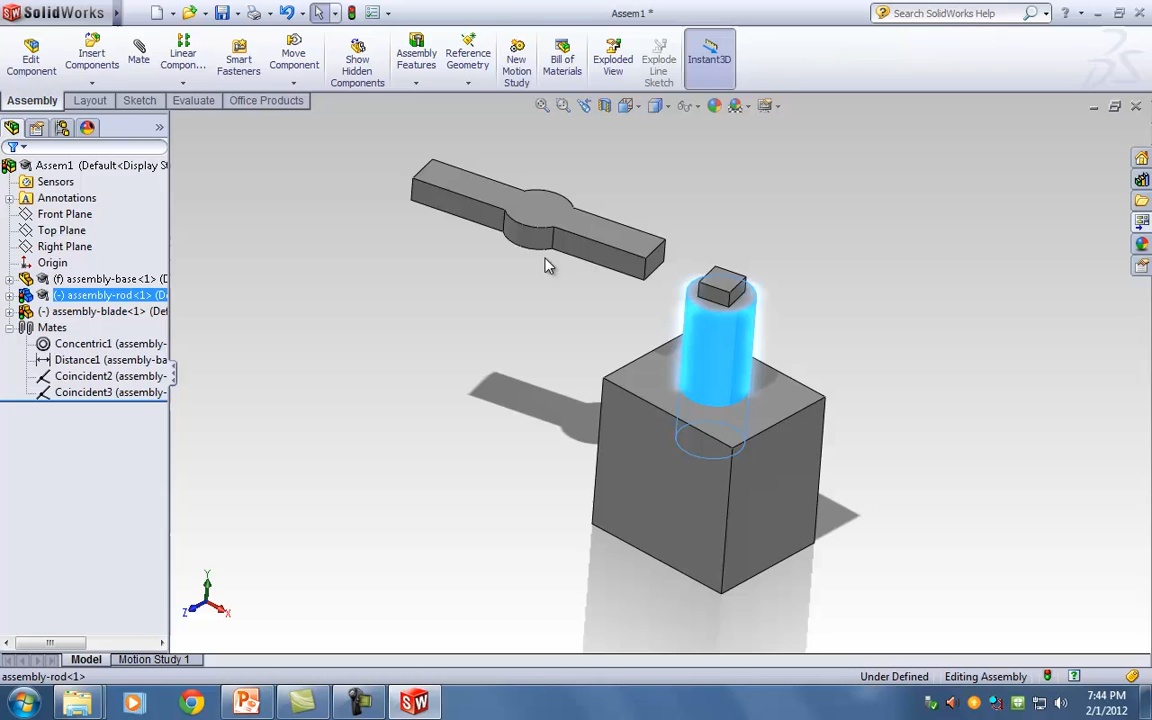 SW SolidWorks
Assem1 *
Search SolidWorks Help
Edit Component
Insert Components
Mate
Linear Compon...
Smart Fasteners
Move Component
Show Hidden Components
Assembly Features
Reference Geometry
New Motion Study
Bill of Materials
Exploded View
Explode Line Sketch
Instant3D
Assembly Layout Sketch Evaluate Office Products
Assem1 (Default<Display S
Sensors
Annotations
Front Plane
Top Plane
Right Plane
Origin
(f) assembly-base<1> (D
(-) assembly-rod<1> (De
(-) assembly-blade<1> (Def
Mates
Concentric1 (assembly-
Distance1 (assembly-ba
Coincident2 (assembly-
Coincident3 (assembly-
Y
Z X
Model Motion Study 1
assembly-rod<1> Under Defined Editing Assembly
7:44 PM
2/1/2012